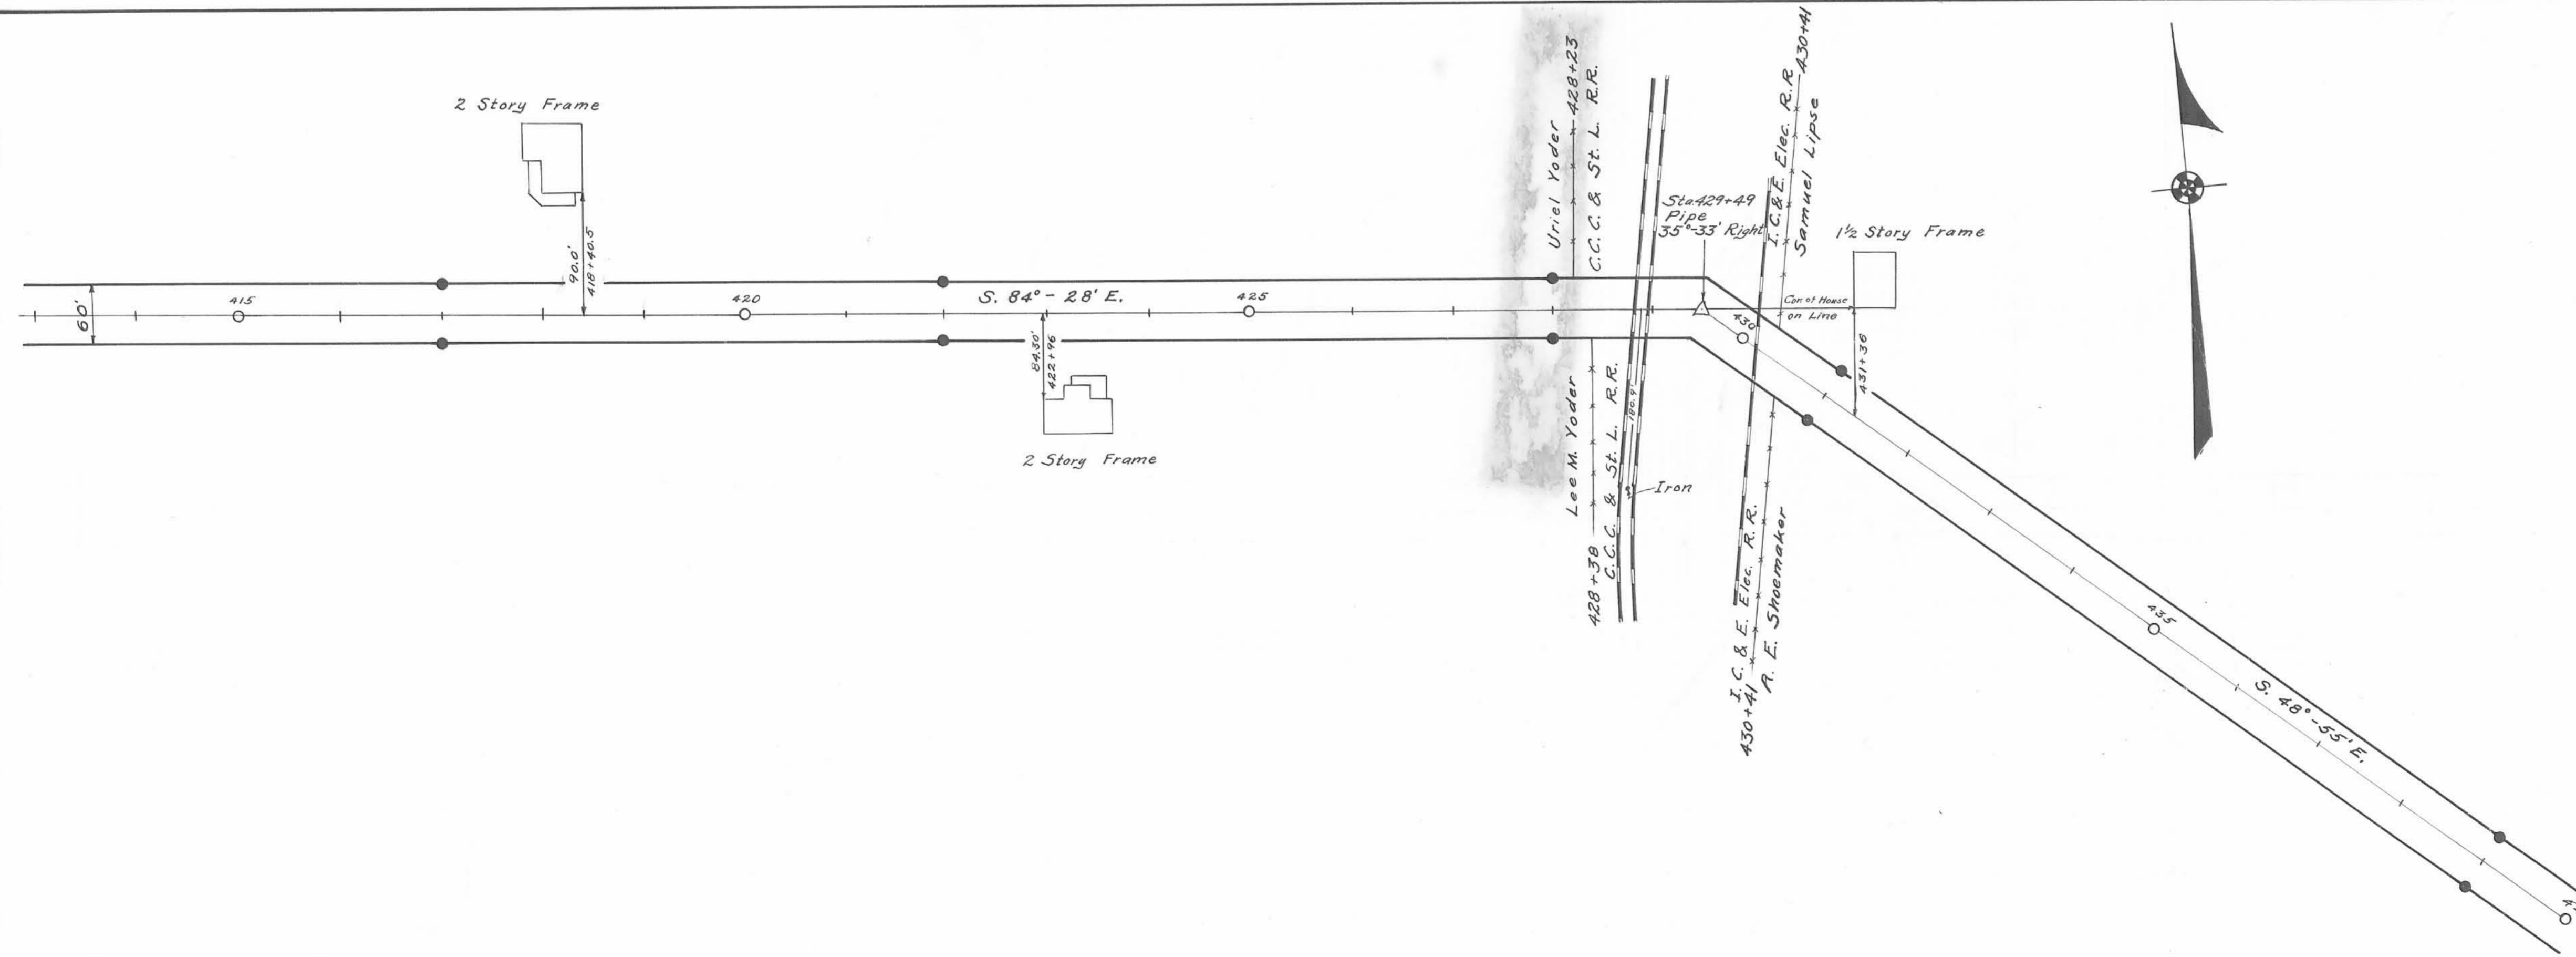 2 Story Frame
90.0'
418+40.5
60'
415
420
S. 84°- 28' E.
425
84.30'
422+96
2 Story Frame
Uriel Yoder
428+23
C.C.C. & St. L. R.R.
Lee M. Yoder
428+38
C.C.C. & St. L. R.R.
180.9'
Iron
Sta 429+49
Pipe
35°-33' Right
I.C. & E. Elec. R.R
430+41
Samuel Lipse
1½ Story Frame
Cor. of House
on Line
430
431+36
I.C. & E. Elec. R.R.
430+41
R. E. Shoemaker
435
S. 48°-55' E.